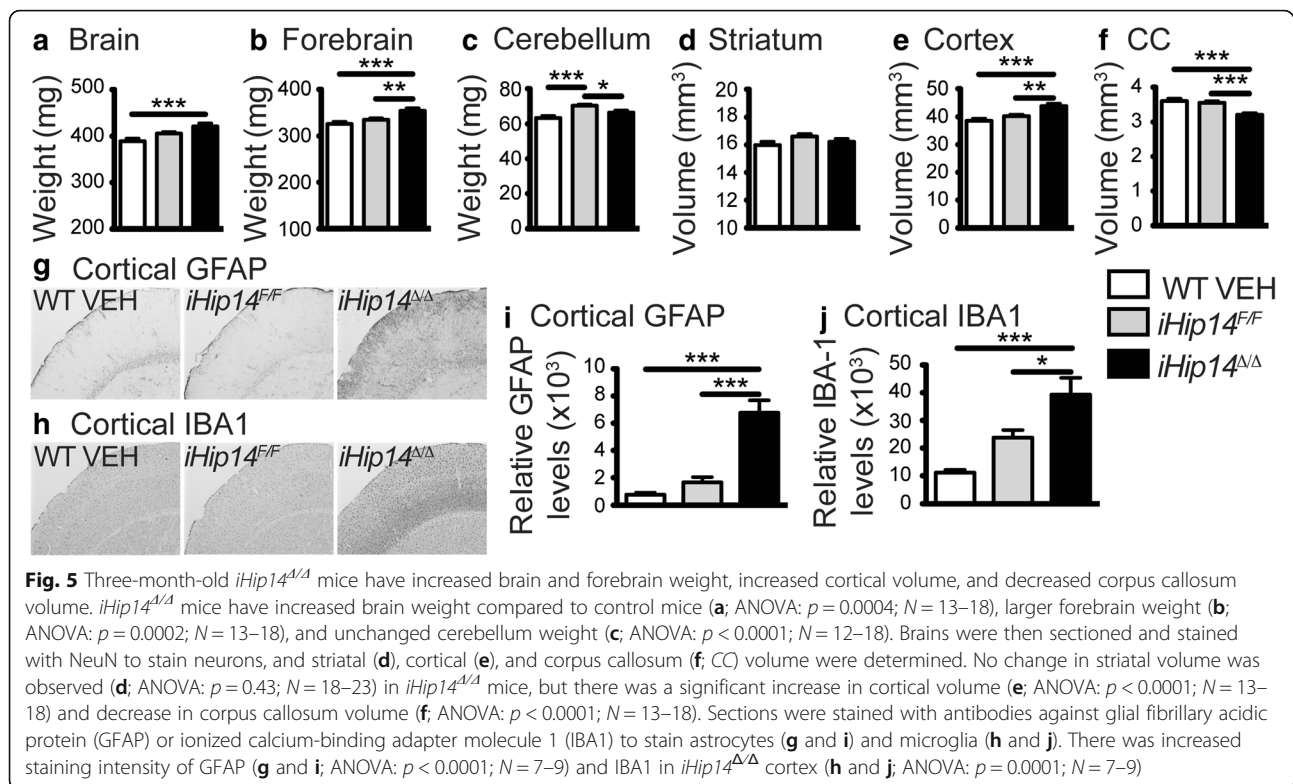 a Brain
b Forebrain
c Cerebellum
d Striatum
e Cortex
f CC
Weight (mg)
500
400
300
200
***
Weight (mg)
400
300
200
100
***
**
Weight (mg)
80
60
40
20
0
***
*
Volume (mm³)
20
18
16
14
12
10
Volume (mm³)
50
40
30
20
10
0
***
**
Volume (mm³)
4
3
2
1
0
***
***
g Cortical GFAP
WT VEH
iHip14F/F
iHip14Δ/Δ
h Cortical IBA1
WT VEH
iHip14F/F
iHip14Δ/Δ
i Cortical GFAP
Relative GFAP
levels (x10³)
10
8
6
4
2
0
***
***
j Cortical IBA1
Relative IBA-1
levels (x10³)
50
40
30
20
10
0
***
*
WT VEH
iHip14F/F
iHip14Δ/Δ
Fig. 5 Three-month-old iHip14Δ/Δ mice have increased brain and forebrain weight, increased cortical volume, and decreased corpus callosum
volume. iHip14Δ/Δ mice have increased brain weight compared to control mice (a; ANOVA: p = 0.0004; N = 13–18), larger forebrain weight (b;
ANOVA: p = 0.0002; N = 13–18), and unchanged cerebellum weight (c; ANOVA: p < 0.0001; N = 12–18). Brains were then sectioned and stained
with NeuN to stain neurons, and striatal (d), cortical (e), and corpus callosum (f; CC) volume were determined. No change in striatal volume was
observed (d; ANOVA: p = 0.43; N = 18–23) in iHip14Δ/Δ mice, but there was a significant increase in cortical volume (e; ANOVA: p < 0.0001; N = 13–
18) and decrease in corpus callosum volume (f; ANOVA: p < 0.0001; N = 13–18). Sections were stained with antibodies against glial fibrillary acidic
protein (GFAP) or ionized calcium-binding adapter molecule 1 (IBA1) to stain astrocytes (g and i) and microglia (h and j). There was increased
staining intensity of GFAP (g and i; ANOVA: p < 0.0001; N = 7–9) and IBA1 in iHip14Δ/Δ cortex (h and j; ANOVA: p = 0.0001; N = 7–9)